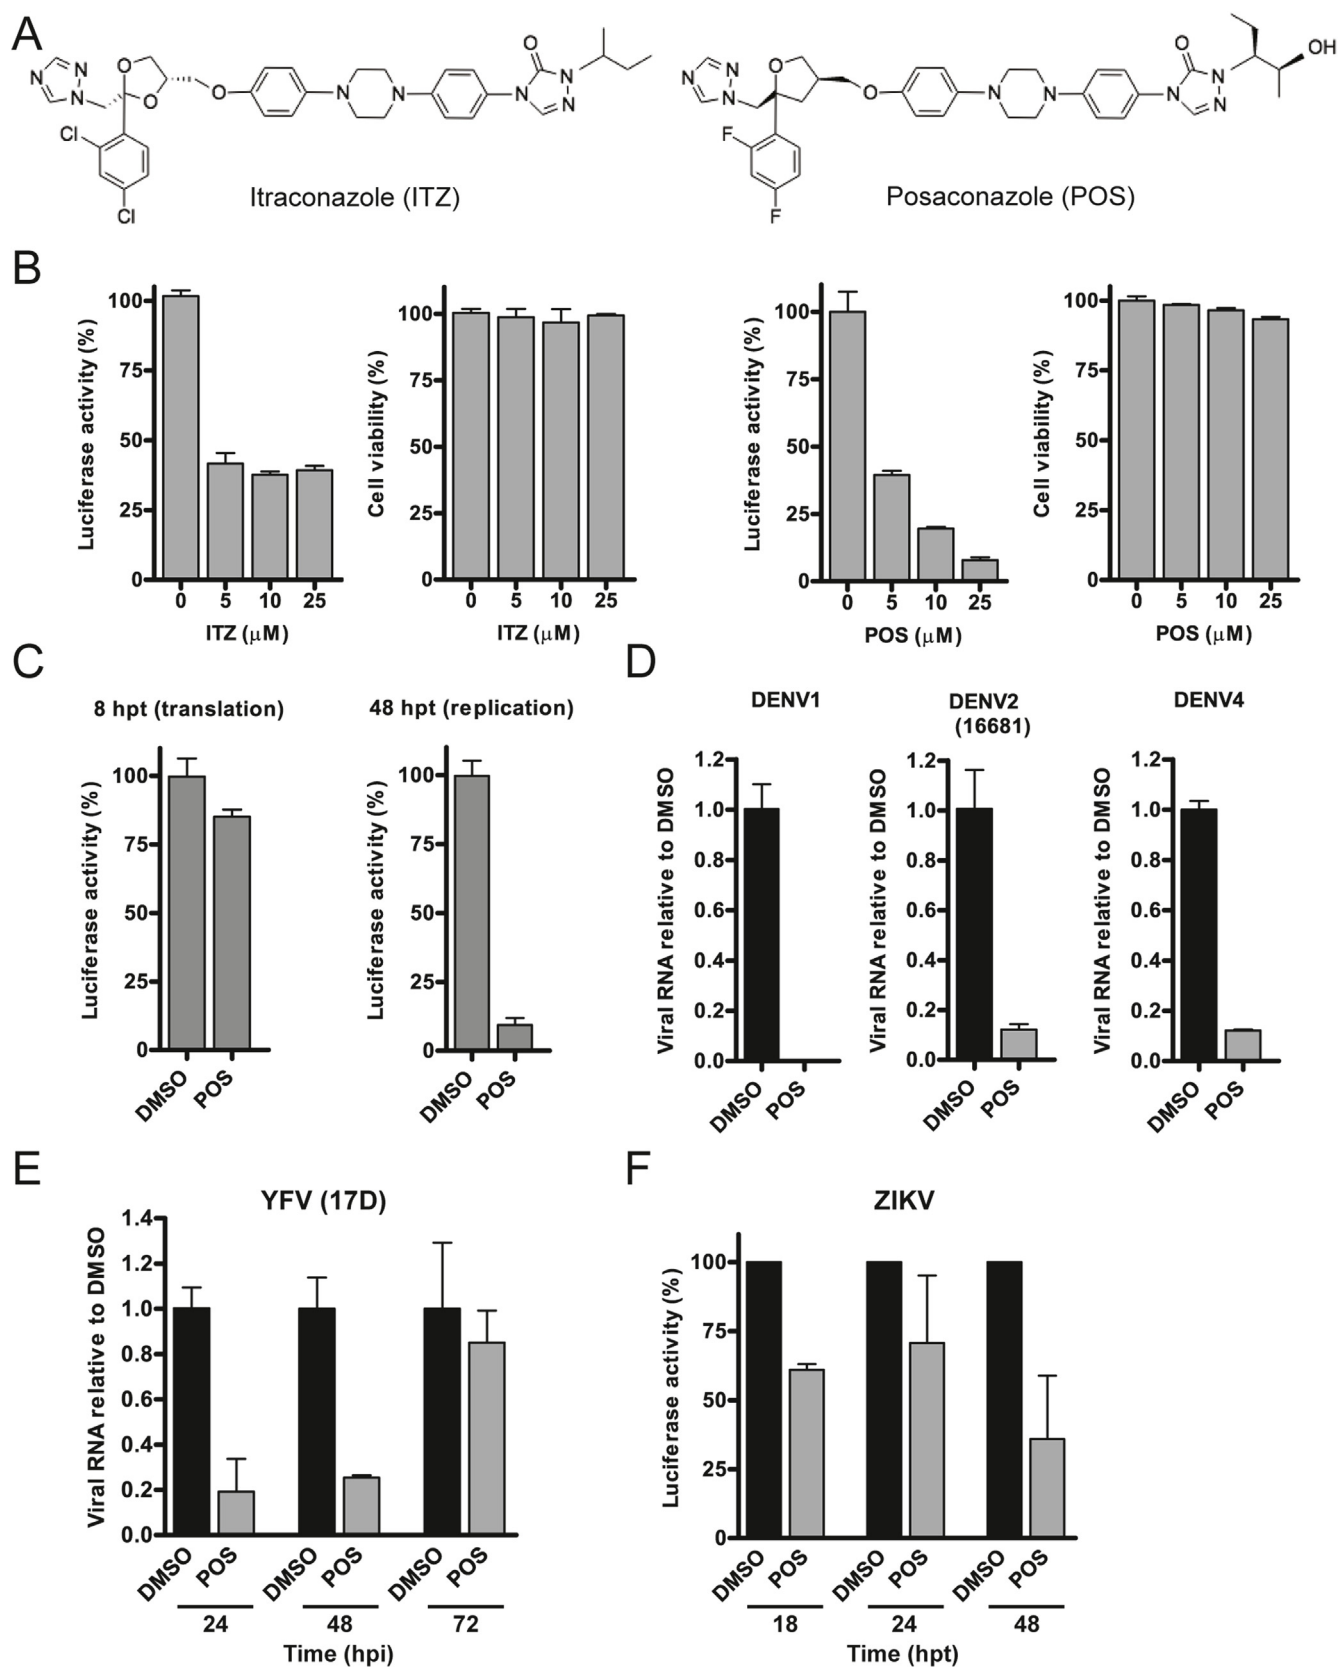 A
N
N
N
O
O
O
N
N
N
O
N
N
Cl
Cl
Itraconazole (ITZ)
N
N
N
O
O
N
N
N
O
N
N
OH
F
F
Posaconazole (POS)
B
Luciferase activity (%)
100
75
50
25
0
0 5 10 25
ITZ (μM)
Cell viability (%)
100
75
50
25
0
0 5 10 25
ITZ (μM)
Luciferase activity (%)
100
75
50
25
0
0 5 10 25
POS (μM)
Cell viability (%)
100
75
50
25
0
0 5 10 25
POS (μM)
C
8 hpt (translation)
Luciferase activity (%)
100
75
50
25
0
DMSO
POS
48 hpt (replication)
Luciferase activity (%)
100
75
50
25
0
DMSO
POS
D
DENV1
Viral RNA relative to DMSO
1.2
1.0
0.8
0.6
0.4
0.2
0.0
DMSO
POS
DENV2
(16681)
Viral RNA relative to DMSO
1.2
1.0
0.8
0.6
0.4
0.2
0.0
DMSO
POS
DENV4
Viral RNA relative to DMSO
1.2
1.0
0.8
0.6
0.4
0.2
0.0
DMSO
POS
E
YFV (17D)
Viral RNA relative to DMSO
1.4
1.2
1.0
0.8
0.6
0.4
0.2
0.0
DMSO
POS
DMSO
POS
DMSO
POS
24 48 72
Time (hpi)
F
ZIKV
Luciferase activity (%)
100
75
50
25
0
DMSO
POS
DMSO
POS
DMSO
POS
18 24 48
Time (hpt)